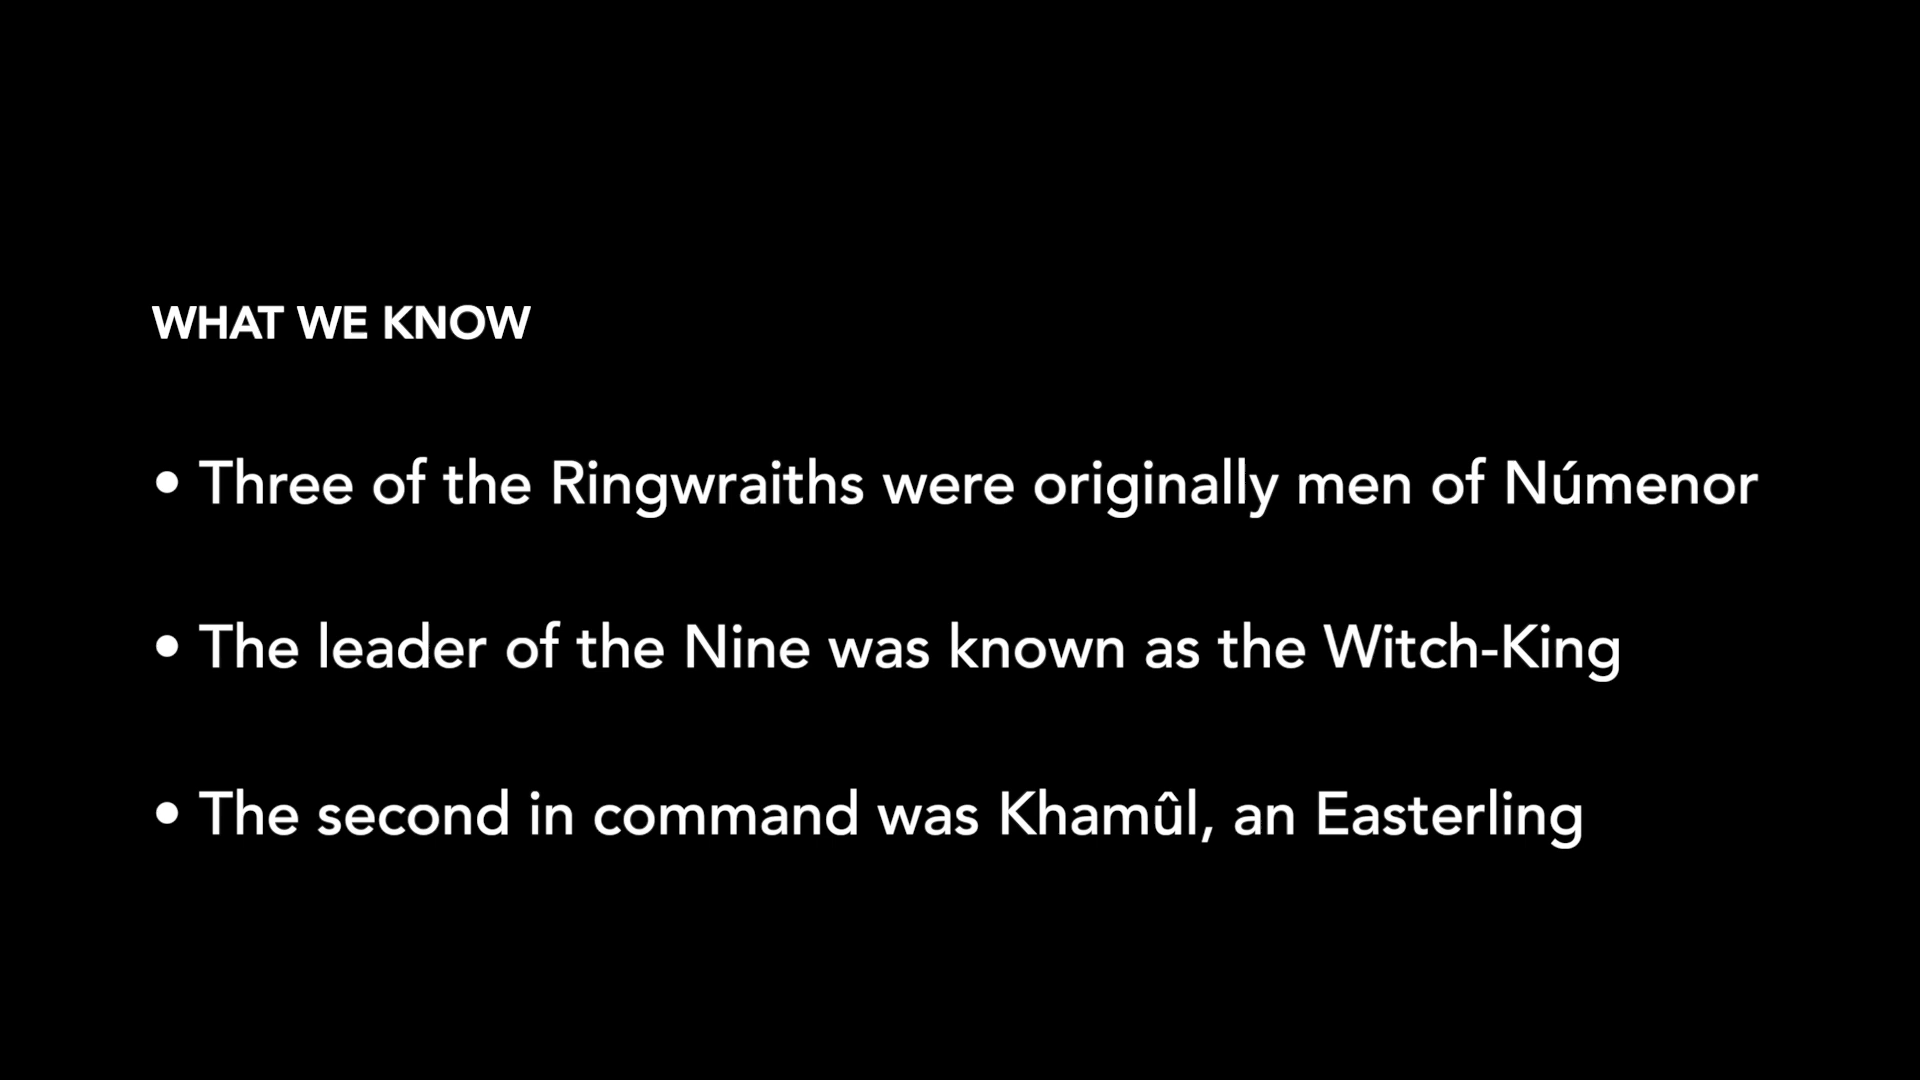 WHAT WE KNOW
• Three of the Ringwraiths were originally men of Númenor
• The leader of the Nine was known as the Witch-King
• The second in command was Khamûl, an Easterling